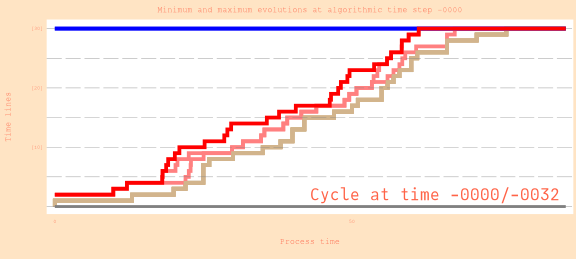 Minimum and maximum evolutions at algorithmic time step -0000
Time lines
Cycle at time -0000/-0032
Process time